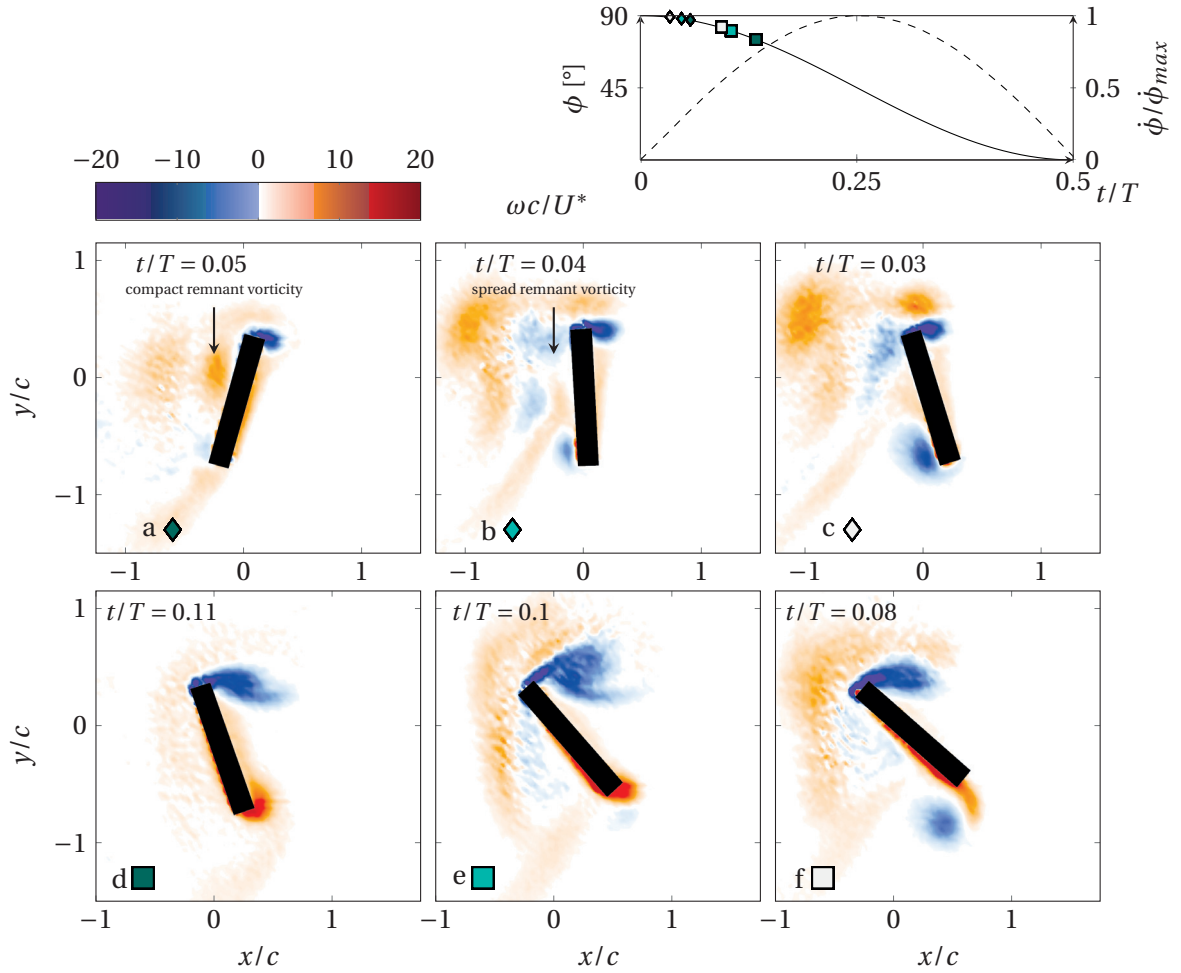 90
45
ϕ [°]
1
0.5
0
ϕ̇/ϕ̇max
0 0.25 0.5
t/T
−20 −10 0 10 20
ωc/U*
t/T = 0.05
compact remnant vorticity
t/T = 0.04
spread remnant vorticity
t/T = 0.03
1
0
−1
y/c
a
b
c
−1 0 1
−1 0 1
−1 0 1
t/T = 0.11
t/T = 0.1
t/T = 0.08
1
0
−1
y/c
d
e
f
−1 0 1
−1 0 1
−1 0 1
x/c
x/c
x/c